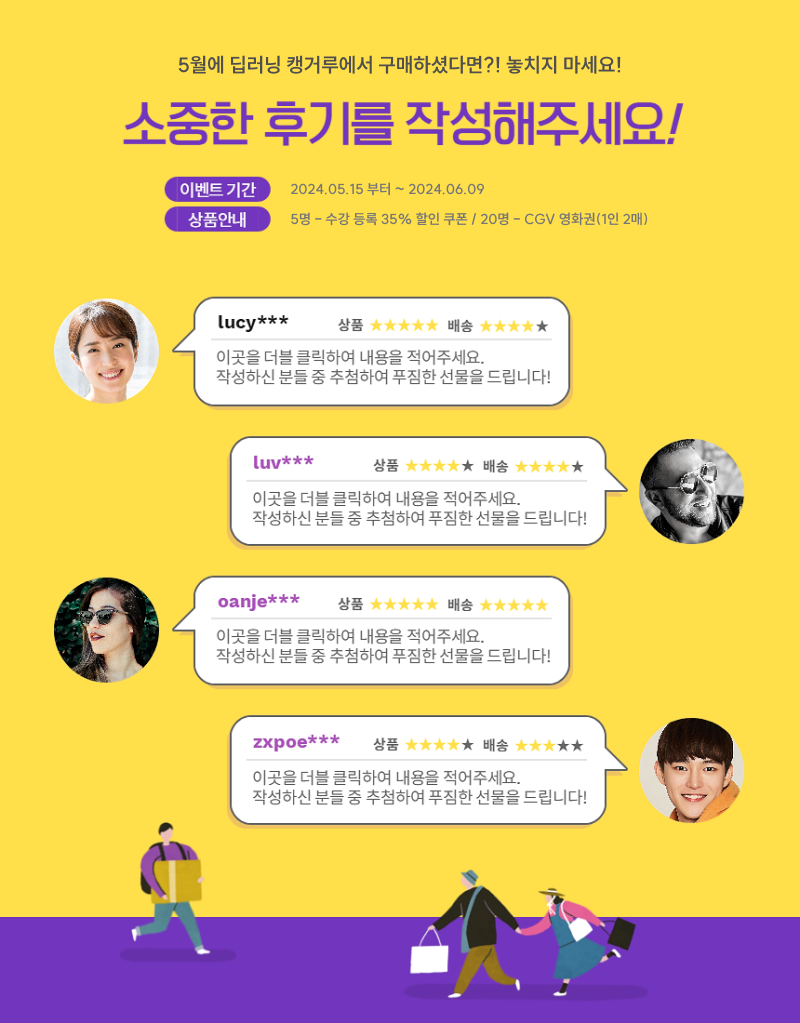 5월에 딥러닝 캥거루에서 구매하셨다면?! 놓치지 마세요!
소중한 후기를 작성해주세요!
이벤트 기간 2024.05.15 부터 ~ 2024.06.09
상품안내 5명 - 수강 등록 35% 할인 쿠폰 / 20명 - CGV 영화권(1인 2매)
lucy*** 상품 ★★★★★ 배송 ★★★★★
이곳을 더블 클릭하여 내용을 적어주세요.
작성하신 분들 중 추첨하여 푸짐한 선물을 드립니다!
luv*** 상품 ★★★★★ 배송 ★★★★★
이곳을 더블 클릭하여 내용을 적어주세요.
작성하신 분들 중 추첨하여 푸짐한 선물을 드립니다!
oanje*** 상품 ★★★★★ 배송 ★★★★★
이곳을 더블 클릭하여 내용을 적어주세요.
작성하신 분들 중 추첨하여 푸짐한 선물을 드립니다!
zxpoe*** 상품 ★★★★★ 배송 ★★★★★
이곳을 더블 클릭하여 내용을 적어주세요.
작성하신 분들 중 추첨하여 푸짐한 선물을 드립니다!